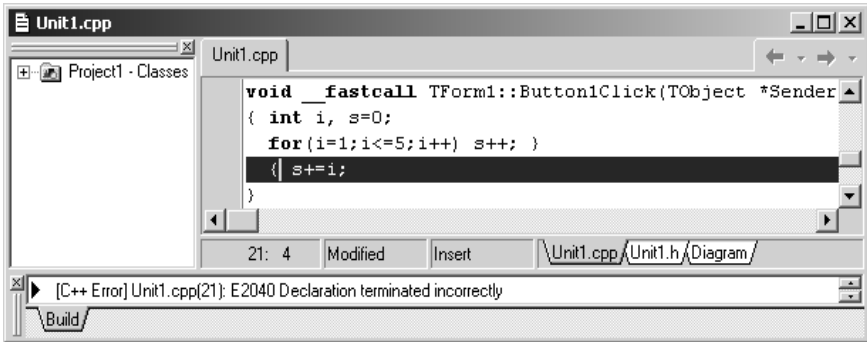 Unit1.cpp
Project1 - Classes
Unit1.cpp
void __fastcall TForm1::Button1Click(TObject *Sender
{ int i, s=0;
for(i=1;i<=5;i++) s++; }
{ s+=i;
}
21: 4 Modified Insert Unit1.cpp Unit1.h Diagram
[C++ Error] Unit1.cpp(21): E2040 Declaration terminated incorrectly
Build